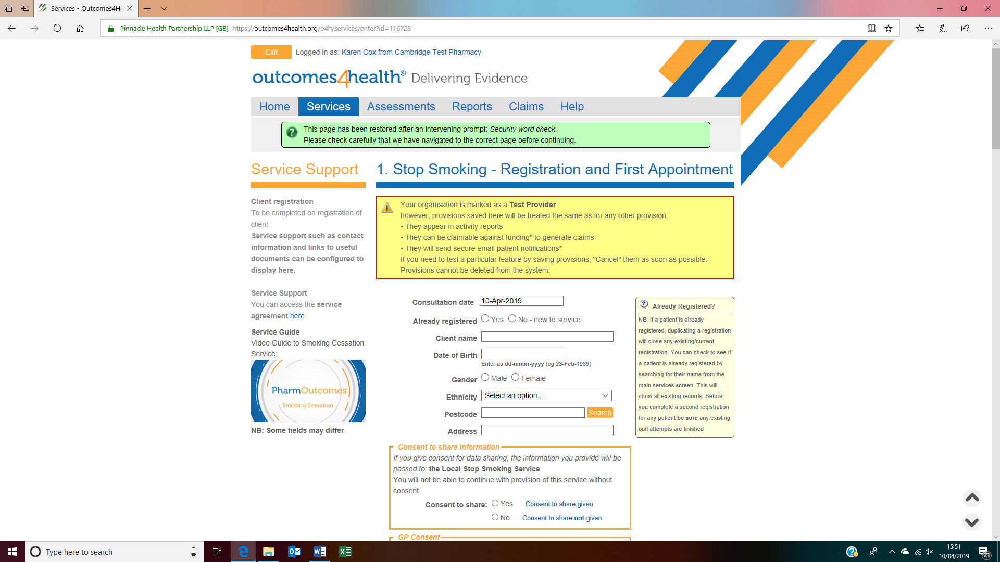 Services - Outcomes4He
Pinnacle Health Partnership LLP [GB] https://outcomes4health.org/o4h/services/enter?id=116728
Exit Logged in as: Karen Cox from Cambridge Test Pharmacy
outcomes4health® Delivering Evidence
Home Services Assessments Reports Claims Help
This page has been restored after an intervening prompt: Security word check.
Please check carefully that we have navigated to the correct page before continuing.
Service Support
Client registration
To be completed on registration of
client
Service support such as contact
information and links to useful
documents can be configured to
display here.
Service Support
You can access the service
agreement here
Service Guide
Video Guide to Smoking Cessation
Service:
PharmOutcomes
Smoking Cessation
NB: Some fields may differ
1. Stop Smoking - Registration and First Appointment
Your organisation is marked as a Test Provider
however, provisions saved here will be treated the same as for any other provision:
• They appear in activity reports
• They can be claimable against funding* to generate claims
• They will send secure email patient notifications*
If you need to test a particular feature by saving provisions, "Cancel" them as soon as possible.
Provisions cannot be deleted from the system.
Consultation date 10-Apr-2019
Already registered Yes No - new to service
Client name
Date of Birth
Enter as dd-mmm-yyyy (eg 23-Feb-1989)
Gender Male Female
Ethnicity Select an option...
Postcode Search
Address
Already Registered?
NB: If a patient is already
registered, duplicating a registration
will close any existing/current
registration. You can check to see if
a patient is already registered by
searching for their name from the
main services screen. This will
show all existing records. Before
you complete a second registration
for any patient be sure any existing
quit attempts are finished
Consent to share information
If you give consent for data sharing, the information you provide will be
passed to: the Local Stop Smoking Service.
You will not be able to continue with provision of this service without
consent.
Consent to share: Yes Consent to share given
No Consent to share not given
GP Consent
Type here to search
15:51
10/04/2019
21